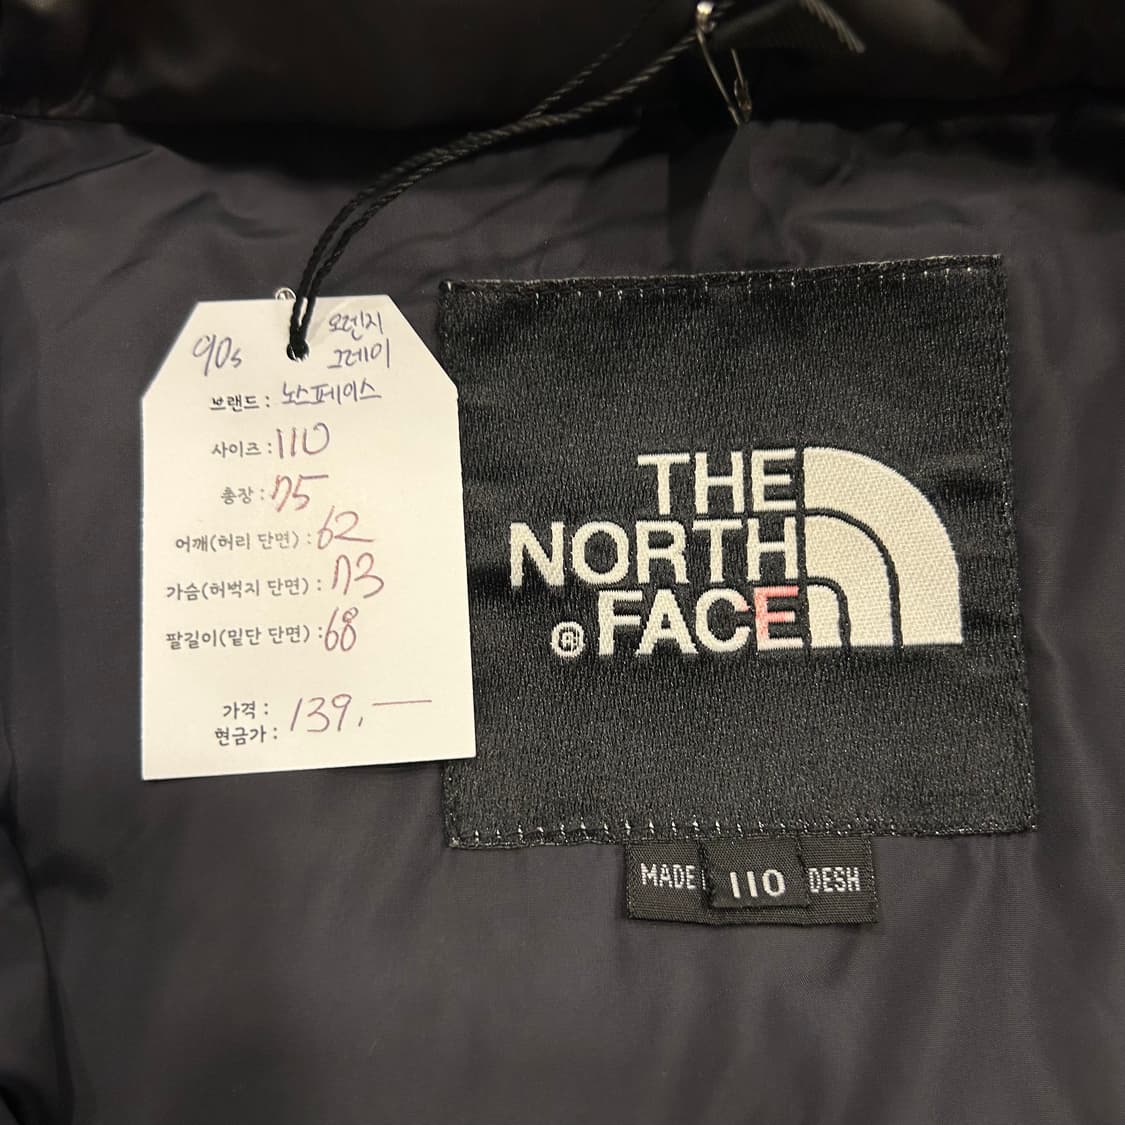 90s
오렌지
그레이
브랜드 : 노스페이스
사이즈 : 110
총장 : 75
어깨(허리 단면) : 62
가슴(허벅지 단면) : 73
팔길이(밑단 단면) : 68
가격 :
현금가 : 139,—
THE
NORTH
® FACE
MADE 110 DESH